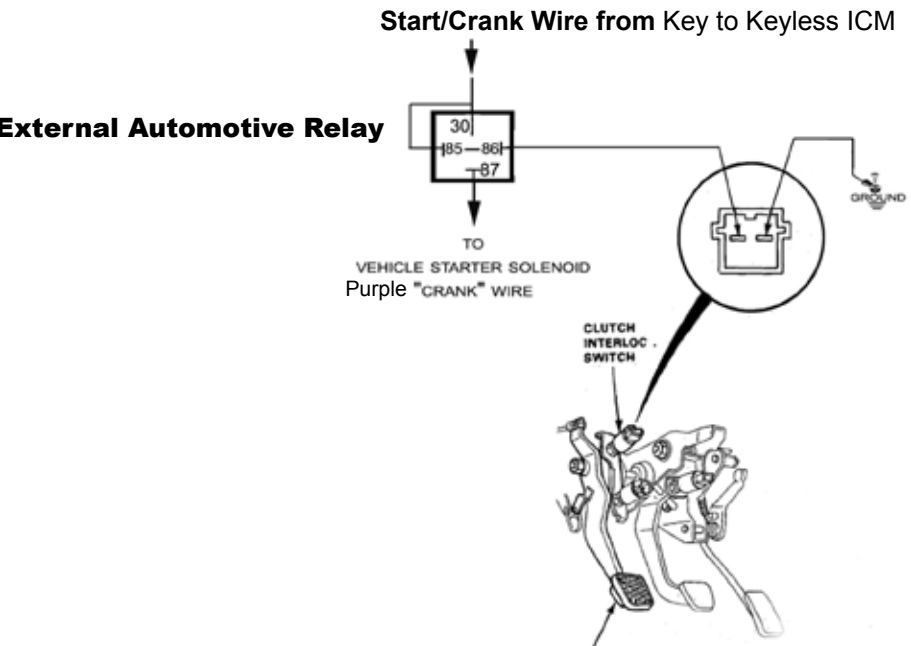 Start/Crank Wire from Key to Keyless ICM
External Automotive Relay
30
85 86
87
GROUND
TO
VEHICLE STARTER SOLENOID
Purple "CRANK" WIRE
CLUTCH
INTERLOC .
SWITCH